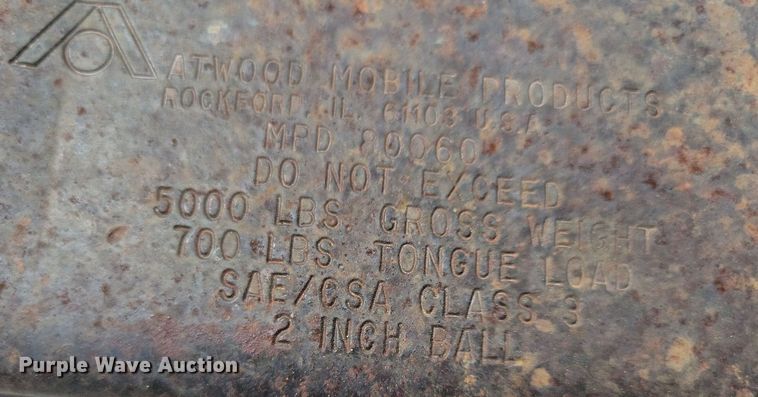 ATWOOD MOBILE PRODUCTS
ROCKFORD, IL. 61103 U.S.A.
MPD 80060
DO NOT EXCEED
5000 LBS. GROSS WEIGHT
700 LBS. TONGUE LOAD
SAE/CSA CLASS 3
2 INCH BALL
Purple Wave Auction